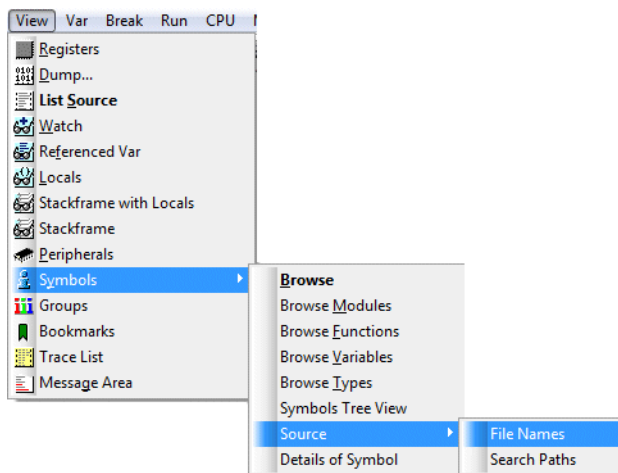 View Var Break Run CPU
Registers
Dump...
List Source
Watch
Referenced Var
Locals
Stackframe with Locals
Stackframe
Peripherals
Symbols
Groups
Bookmarks
Trace List
Message Area
Browse
Browse Modules
Browse Functions
Browse Variables
Browse Types
Symbols Tree View
Source
Details of Symbol
File Names
Search Paths